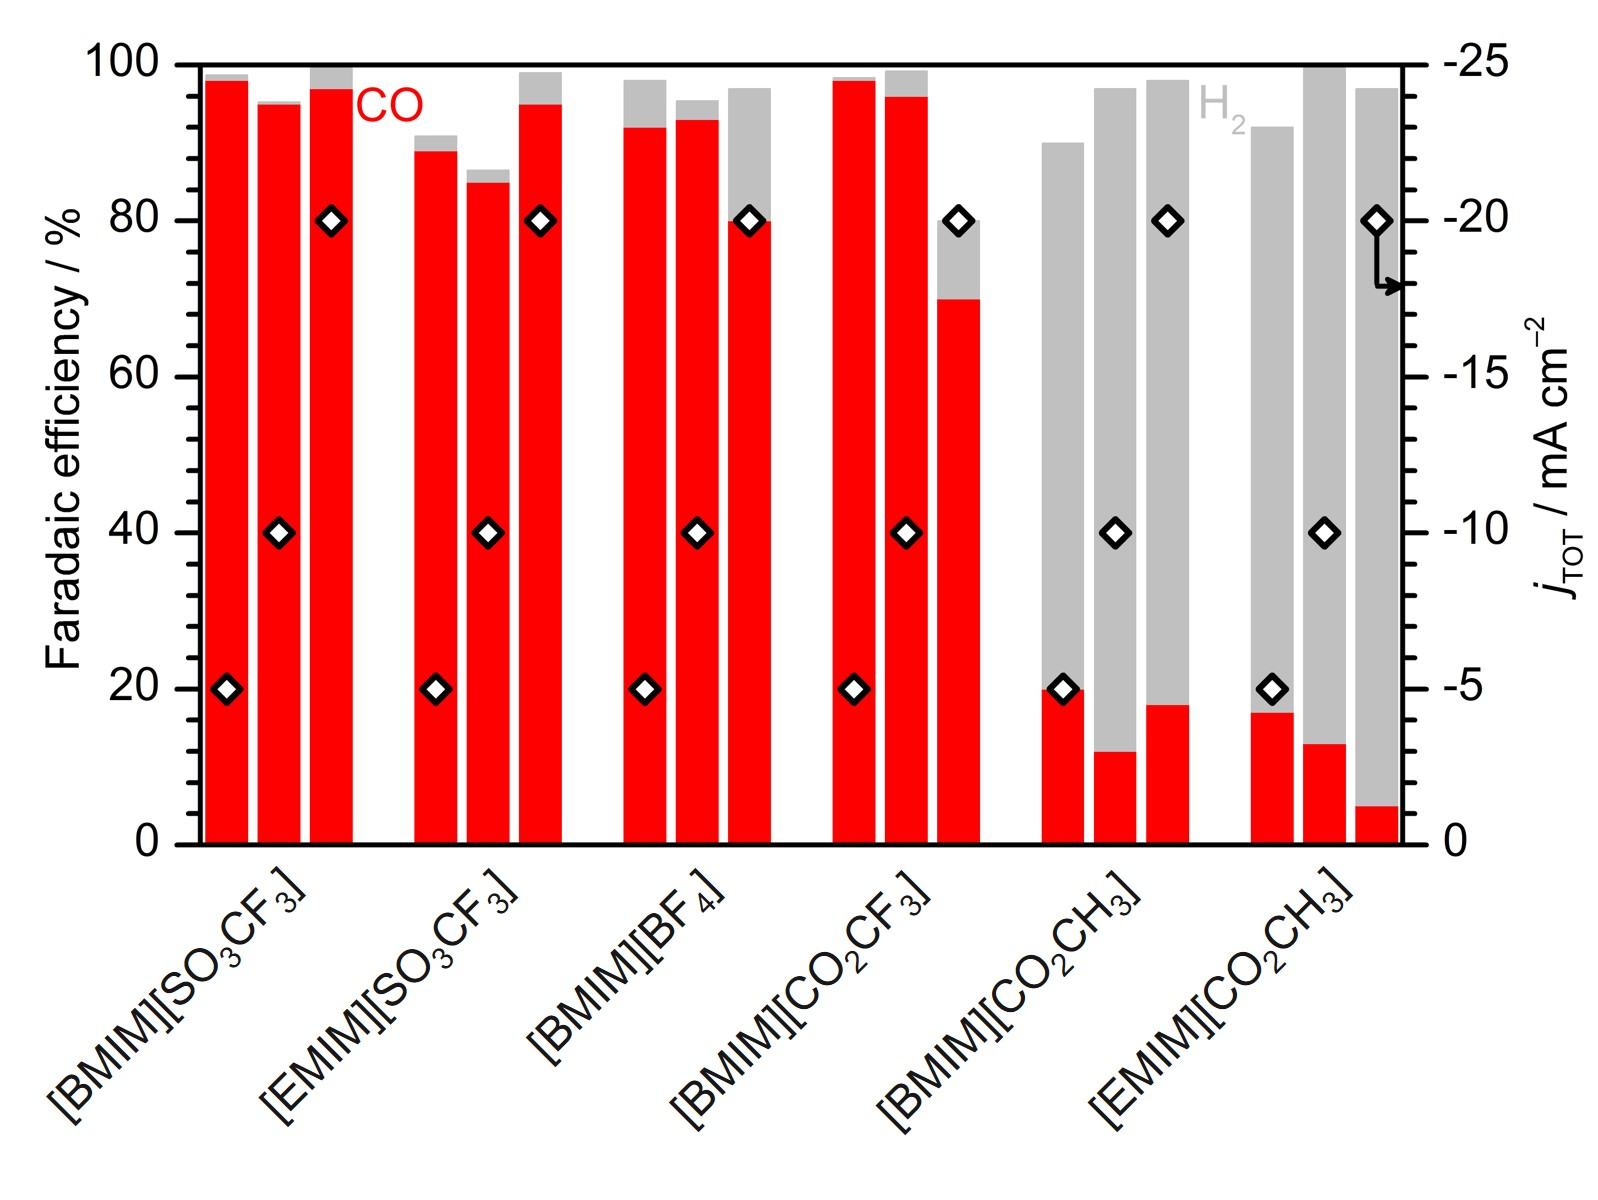 100
80
60
40
20
0
Faradaic efficiency / %
CO
H₂
-25
-20
-15
-10
-5
0
jTOT / mA cm⁻²
[BMIM][SO₃CF₃]
[EMIM][SO₃CF₃]
[BMIM][BF₄]
[BMIM][CO₂CF₃]
[BMIM][CO₂CH₃]
[EMIM][CO₂CH₃]